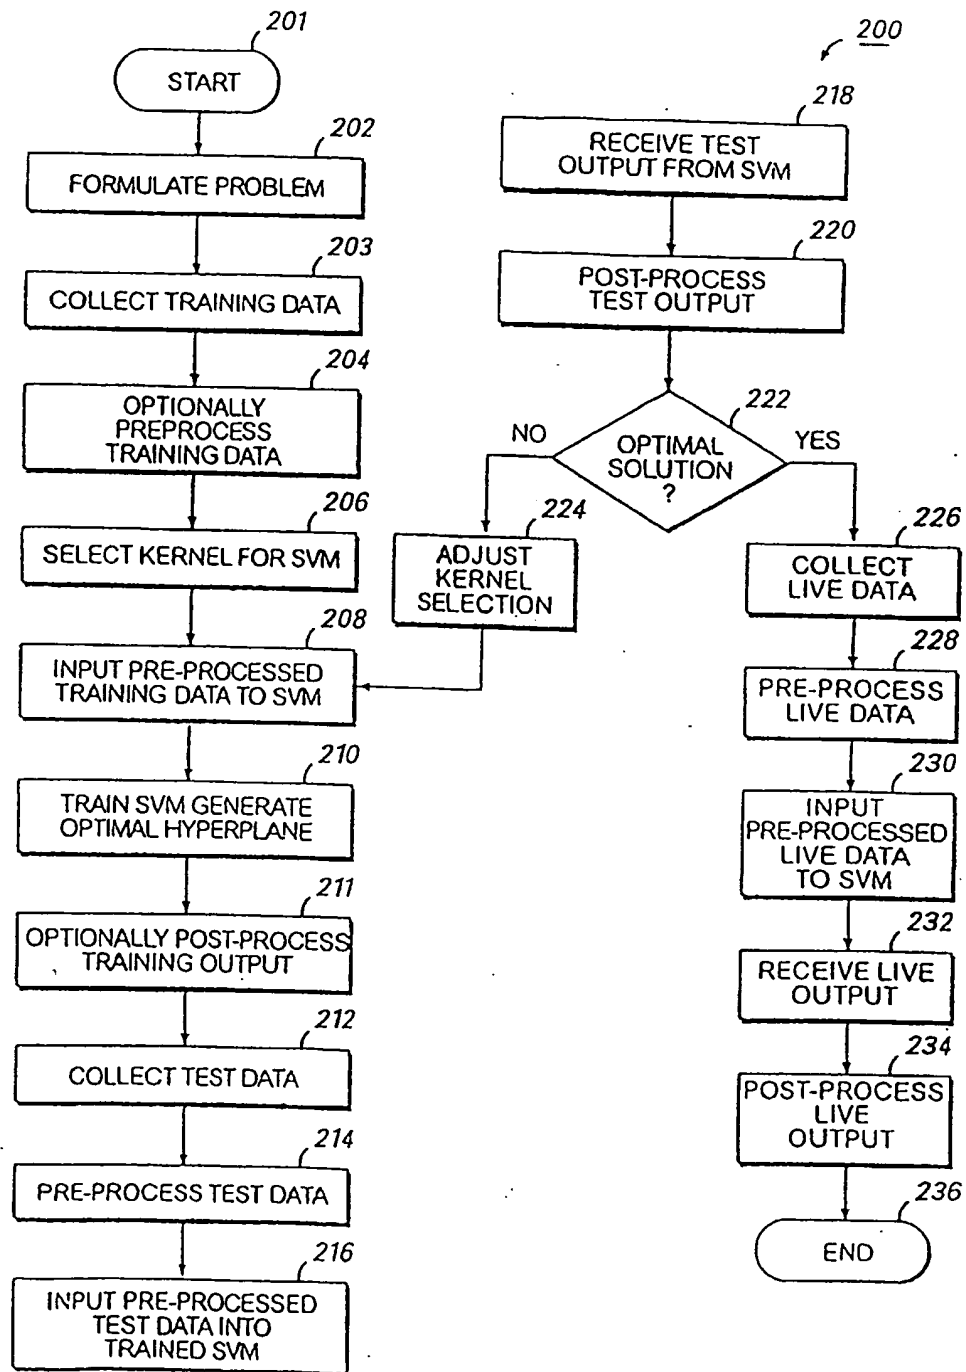 201
START
202
FORMULATE PROBLEM
203
COLLECT TRAINING DATA
204
OPTIONALLY
PREPROCESS
TRAINING DATA
206
SELECT KERNEL FOR SVM
208
INPUT PRE-PROCESSED
TRAINING DATA TO SVM
210
TRAIN SVM GENERATE
OPTIMAL HYPERPLANE
211
OPTIONALLY POST-PROCESS
TRAINING OUTPUT
212
COLLECT TEST DATA
214
PRE-PROCESS TEST DATA
216
INPUT PRE-PROCESSED
TEST DATA INTO
TRAINED SVM
200
218
RECEIVE TEST
OUTPUT FROM SVM
220
POST-PROCESS
TEST OUTPUT
222
OPTIMAL
SOLUTION
?
NO
YES
224
ADJUST
KERNEL
SELECTION
226
COLLECT
LIVE DATA
228
PRE-PROCESS
LIVE DATA
230
INPUT
PRE-PROCESSED
LIVE DATA
TO SVM
232
RECEIVE LIVE
OUTPUT
234
POST-PROCESS
LIVE
OUTPUT
236
END